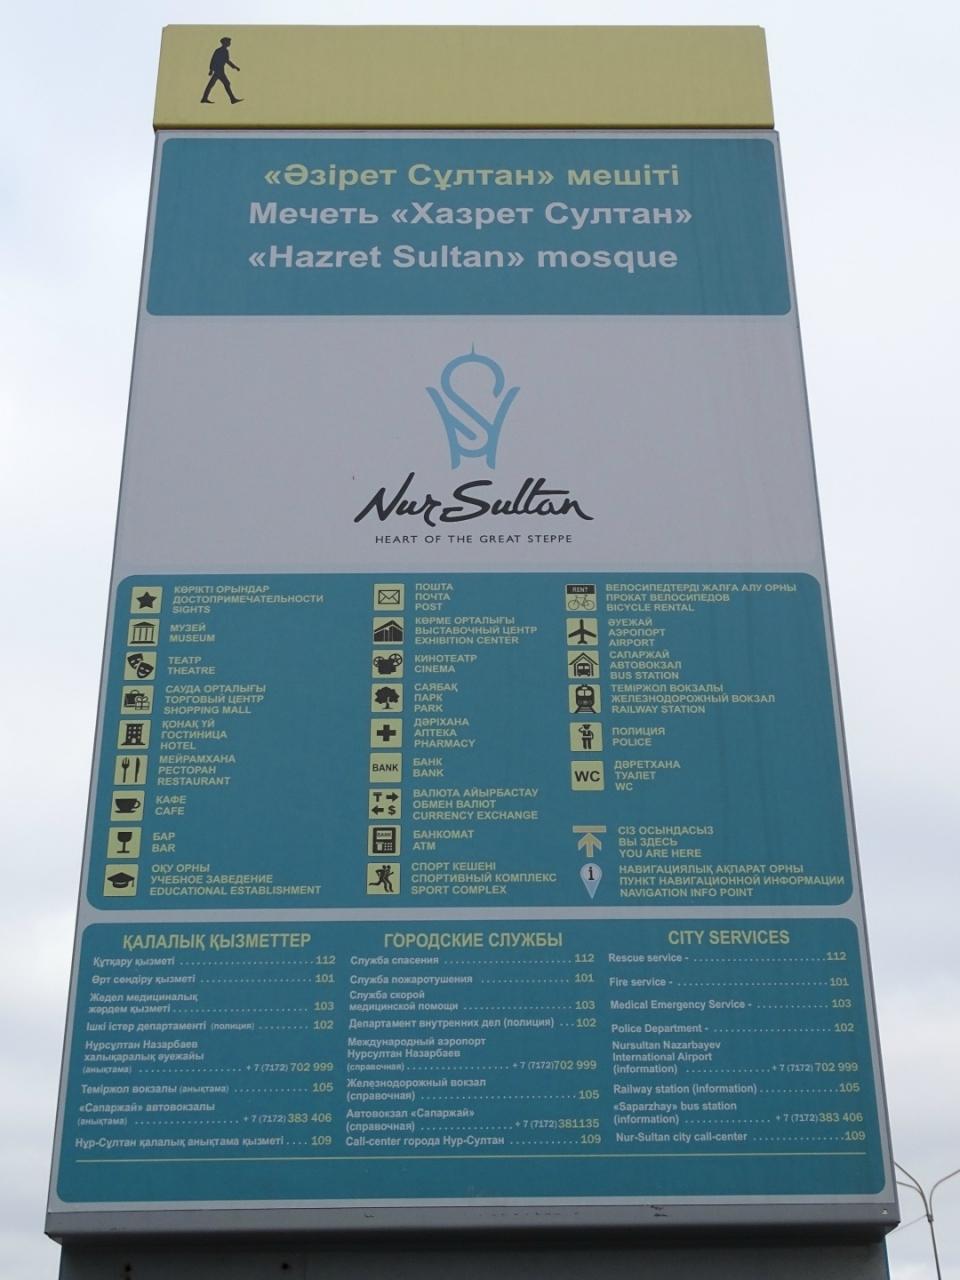 «Әзірет Сұлтан» мешіті
Мечеть «Хазрет Султан»
«Hazret Sultan» mosque
Nur Sultan
HEART OF THE GREAT STEPPE
КӨРІКТІ ОРЫНДАР
ДОСТОПРИМЕЧАТЕЛЬНОСТИ
SIGHTS
МУЗЕЙ
MUSEUM
ТЕАТР
THEATRE
САУДА ОРТАЛЫҒЫ
ТОРГОВЫЙ ЦЕНТР
SHOPPING MALL
ҚОНАҚ ҮЙ
ГОСТИНИЦА
HOTEL
МЕЙРАМХАНА
РЕСТОРАН
RESTAURANT
КАФЕ
CAFE
БАР
BAR
ОҚУ ОРНЫ
УЧЕБНОЕ ЗАВЕДЕНИЕ
EDUCATIONAL ESTABLISHMENT
ПОШТА
ПОЧТА
POST
КӨРМЕ ОРТАЛЫҒЫ
ВЫСТАВОЧНЫЙ ЦЕНТР
EXHIBITION CENTER
КИНОТЕАТР
CINEMA
САЯБАҚ
ПАРК
PARK
ДӘРІХАНА
АПТЕКА
PHARMACY
BANK
БАНК
BANK
T
$
ВАЛЮТА АЙЫРБАСТАУ
ОБМЕН ВАЛЮТ
CURRENCY EXCHANGE
BANK
БАНКОМАТ
ATM
СПОРТ КЕШЕНІ
СПОРТИВНЫЙ КОМПЛЕКС
SPORT COMPLEX
RENT
ВЕЛОСИПЕДТЕРДІ ЖАЛҒА АЛУ ОРНЫ
ПРОКАТ ВЕЛОСИПЕДОВ
BICYCLE RENTAL
ӘУЕЖАЙ
АЭРОПОРТ
AIRPORT
САПАРЖАЙ
АВТОВОКЗАЛ
BUS STATION
ТЕМІРЖОЛ ВОКЗАЛЫ
ЖЕЛЕЗНОДОРОЖНЫЙ ВОКЗАЛ
RAILWAY STATION
ПОЛИЦИЯ
POLICE
WC
ДӘРЕТХАНА
ТУАЛЕТ
WC
СІЗ ОСЫНДАСЫЗ
ВЫ ЗДЕСЬ
YOU ARE HERE
i
НАВИГАЦИЯЛЫҚ АҚПАРАТ ОРНЫ
ПУНКТ НАВИГАЦИОННОЙ ИНФОРМАЦИИ
NAVIGATION INFO POINT
ҚАЛАЛЫҚ ҚЫЗМЕТТЕР
Құтқару қызметі ........................ 112
Өрт сөндіру қызметі .................... 101
Жедел медициналық
жәрдем қызметі ........................ 103
Ішкі істер департаменті (полиция) ............ 102
Нұрсұлтан Назарбаев
халықаралық әуежайы
(анықтама) .................. + 7 (7172) 702 999
Теміржол вокзалы (анықтама) ............... 105
«Сапаржай» автовокзалы
(анықтама) .................. + 7 (7172) 383 406
Нұр-Сұлтан қалалық анықтама қызметі .... 109
ГОРОДСКИЕ СЛУЖБЫ
Служба спасения ........................ 112
Служба пожаротушения ................ 101
Служба скорой
медицинской помощи .................... 103
Департамент внутренних дел (полиция) ... 102
Международный аэропорт
Нурсултан Назарбаев
(справочная) ................ + 7 (7172)702 999
Железнодорожный вокзал
(справочная) ............................ 105
Автовокзал «Сапаржай»
(справочная) ................ + 7 (7172) 381135
Call-center города Нур-Султан ............ 109
CITY SERVICES
Rescue service - ........................ 112
Fire service - ............................ 101
Medical Emergency Service - .............. 103
Police Department - ...................... 102
Nursultan Nazarbayev
International Airport
(information) ................ + 7 (7172) 702 999
Railway station (information) .............. 105
«Saparzhay» bus station
(information) ................ + 7 (7172) 383 406
Nur-Sultan city call-center ................ 109